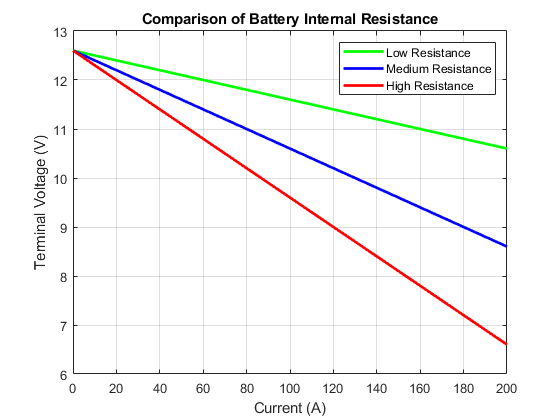 Comparison of Battery Internal Resistance
13
12
11
10
9
8
7
6
Terminal Voltage (V)
Low Resistance
Medium Resistance
High Resistance
0 20 40 60 80 100 120 140 160 180 200
Current (A)